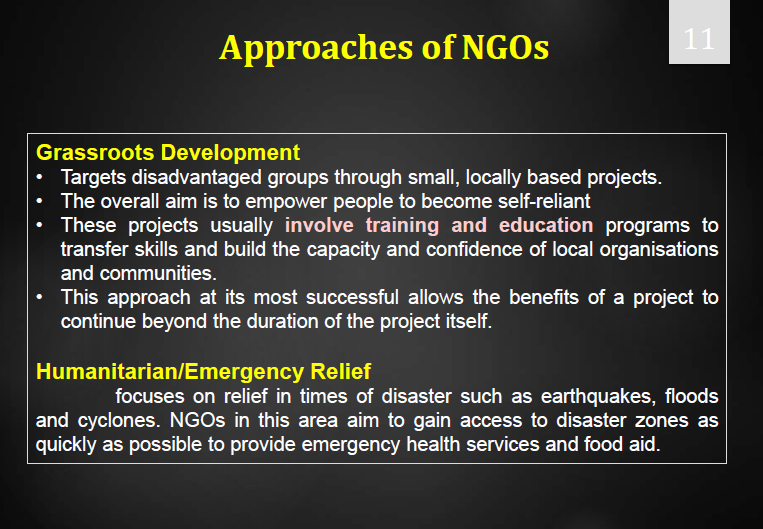 Approaches of NGOs
11
Grassroots Development
• Targets disadvantaged groups through small, locally based projects.
• The overall aim is to empower people to become self-reliant
• These projects usually involve training and education programs to
transfer skills and build the capacity and confidence of local organisations
and communities.
• This approach at its most successful allows the benefits of a project to
continue beyond the duration of the project itself.
Humanitarian/Emergency Relief
focuses on relief in times of disaster such as earthquakes, floods
and cyclones. NGOs in this area aim to gain access to disaster zones as
quickly as possible to provide emergency health services and food aid.